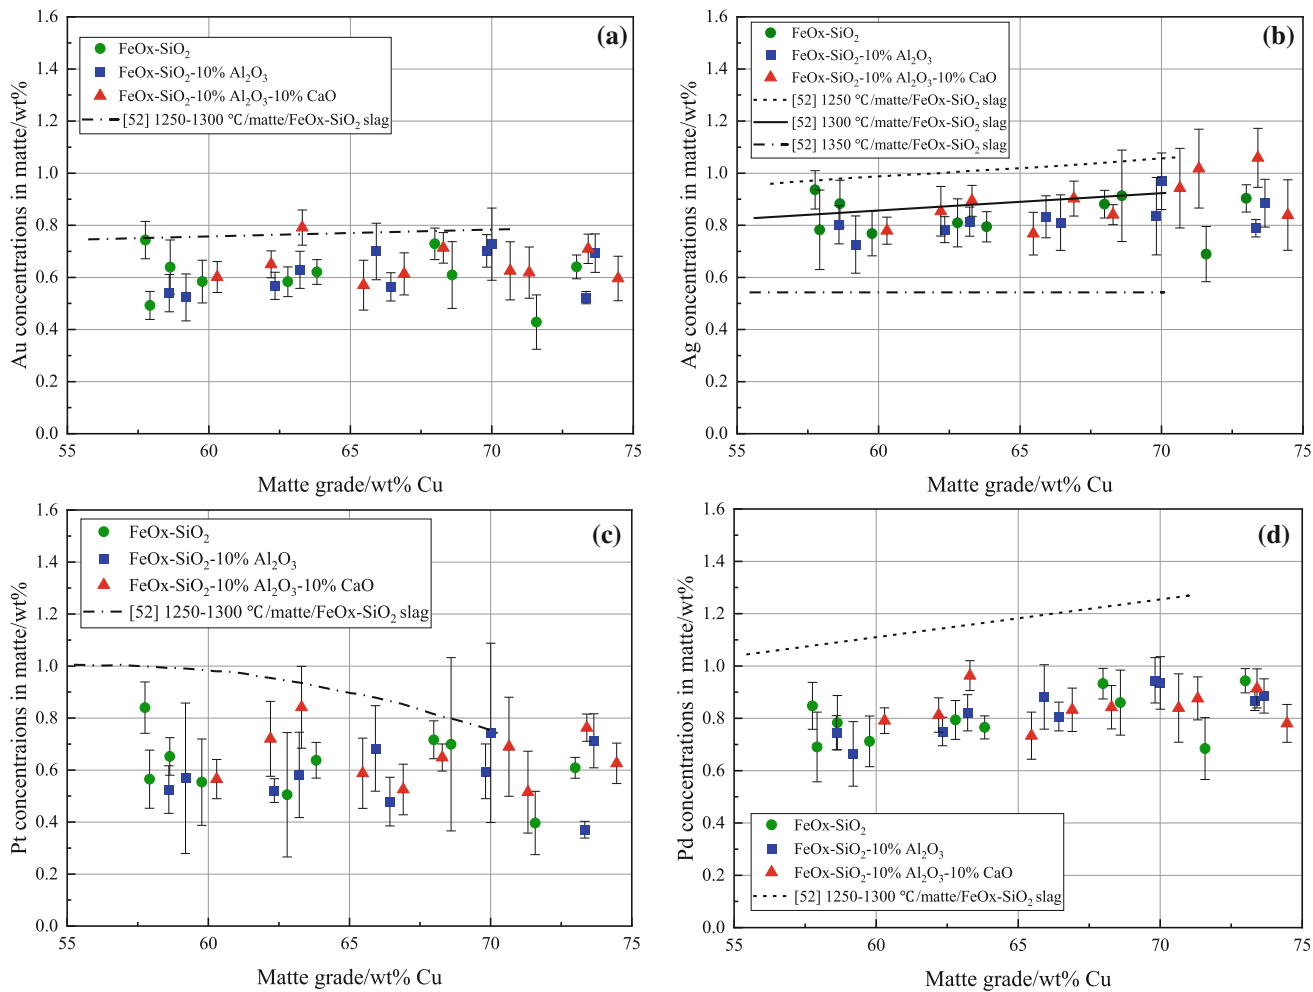 (a)
FeOx-SiO2
FeOx-SiO2-10% Al2O3
FeOx-SiO2-10% Al2O3-10% CaO
[52] 1250-1300 ℃/matte/FeOx-SiO2 slag
Au concentrations in matte/wt%
1.6
1.4
1.2
1.0
0.8
0.6
0.4
0.2
0.0
55 60 65 70 75
Matte grade/wt% Cu
(b)
FeOx-SiO2
FeOx-SiO2-10% Al2O3
FeOx-SiO2-10% Al2O3-10% CaO
[52] 1250 ℃/matte/FeOx-SiO2 slag
[52] 1300 ℃/matte/FeOx-SiO2 slag
[52] 1350 ℃/matte/FeOx-SiO2 slag
Ag concentrations in matte/wt%
1.6
1.4
1.2
1.0
0.8
0.6
0.4
0.2
0.0
55 60 65 70 75
Matte grade/wt% Cu
(c)
FeOx-SiO2
FeOx-SiO2-10% Al2O3
FeOx-SiO2-10% Al2O3-10% CaO
[52] 1250-1300 ℃/matte/FeOx-SiO2 slag
Pt concentrations in matte/wt%
1.6
1.4
1.2
1.0
0.8
0.6
0.4
0.2
0.0
55 60 65 70 75
Matte grade/wt% Cu
(d)
Pd concentrations in matte/wt%
1.6
1.4
1.2
1.0
0.8
0.6
0.4
0.2
0.0
FeOx-SiO2
FeOx-SiO2-10% Al2O3
FeOx-SiO2-10% Al2O3-10% CaO
[52] 1250-1300 ℃/matte/FeOx-SiO2 slag
55 60 65 70 75
Matte grade/wt% Cu